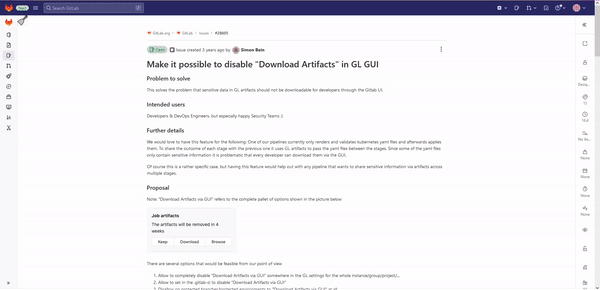 Next
Search GitLab
GitLab.org GitLab Issues #28605
Open Issue created 3 years ago by Simon Bein
Make it possible to disable "Download Artifacts" in GL GUI
Problem to solve
This solves the problem that sensitive data in GL artifacts should not be downloadable for developers through the Gitlab UI.
Intended users
Developers & DevOps Engineers, but especially happy Security Teams :)
Further details
We would love to have this feature for the following: One of our pipelines currently only renders and validates kubernetes yaml files and afterwards applies
them. To share the outcome of each stage with the previous one it uses GL artifacts to pass the yaml files between the stages. Since some of the yaml files
only contain sensitive information it is problematic that every developer can download them via the GUI.
Of course this is a rather specific case, but having this feature would help out with any pipeline that wants to share sensitive information via artifacts across
multiple stages.
Proposal
Note: "Download Artifacts via GUI" refers to the complete pallet of options shown in the picture below
Job artifacts
The artifacts will be removed in 4
weeks
Keep Download Browse
There are several options that would be feasible from our point of view
1. Allow to completely disable "Download Artifacts via GUI" somewhere in the GL settings for the whole instance/group/project/...
2. Allow to set in the .gitlab-ci to disable "Download Artifacts via GUI"
None
None
None
None